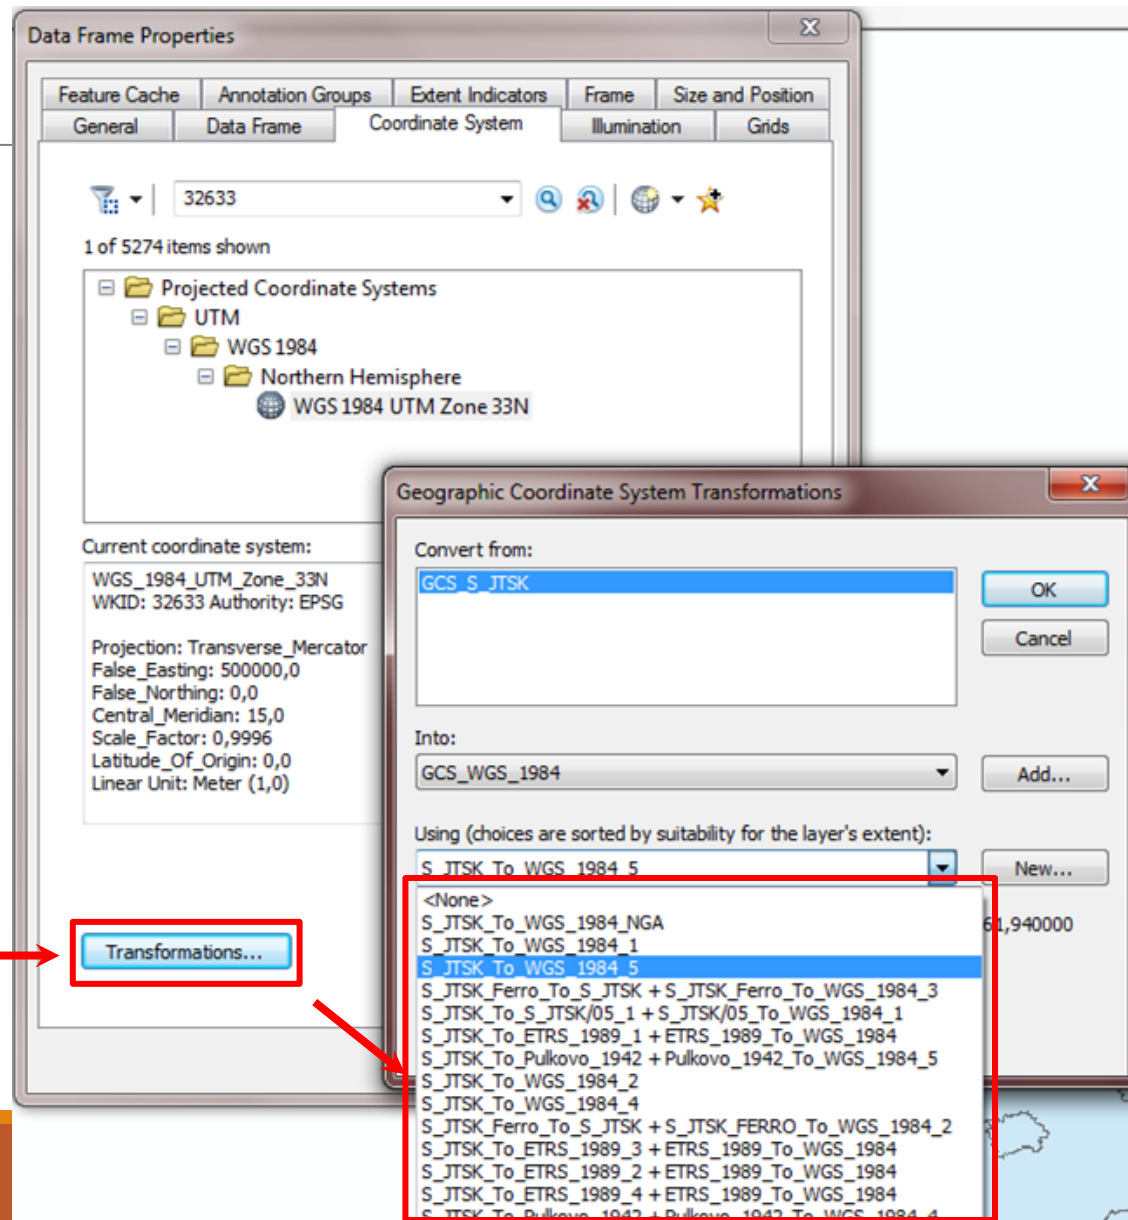 Data Frame Properties
Feature Cache Annotation Groups Extent Indicators Frame Size and Position
General Data Frame Coordinate System Illumination Grids
32633
1 of 5274 items shown
Projected Coordinate Systems
UTM
WGS 1984
Northern Hemisphere
WGS 1984 UTM Zone 33N
Current coordinate system:
WGS_1984_UTM_Zone_33N
WKID: 32633 Authority: EPSG
Projection: Transverse_Mercator
False_Easting: 500000,0
False_Northing: 0,0
Central_Meridian: 15,0
Scale_Factor: 0,9996
Latitude_Of_Origin: 0,0
Linear Unit: Meter (1,0)
Transformations...
Geographic Coordinate System Transformations
Convert from:
GCS_S_JTSK
OK
Cancel
Into:
GCS_WGS_1984
Add...
Using (choices are sorted by suitability for the layer's extent):
S_JTSK_To_WGS_1984_5
New...
<None>
S_JTSK_To_WGS_1984_NGA
61,940000
S_JTSK_To_WGS_1984_1
S_JTSK_To_WGS_1984_5
S_JTSK_Ferro_To_S_JTSK + S_JTSK_Ferro_To_WGS_1984_3
S_JTSK_To_S_JTSK/05_1 + S_JTSK/05_To_WGS_1984_1
S_JTSK_To_ETRS_1989_1 + ETRS_1989_To_WGS_1984
S_JTSK_To_Pulkovo_1942 + Pulkovo_1942_To_WGS_1984_5
S_JTSK_To_WGS_1984_2
S_JTSK_To_WGS_1984_4
S_JTSK_Ferro_To_S_JTSK + S_JTSK_FERRO_To_WGS_1984_2
S_JTSK_To_ETRS_1989_3 + ETRS_1989_To_WGS_1984
S_JTSK_To_ETRS_1989_2 + ETRS_1989_To_WGS_1984
S_JTSK_To_ETRS_1989_4 + ETRS_1989_To_WGS_1984
S_JTSK_To_Pulkovo_1942 + Pulkovo_1942_To_WGS_1984_4